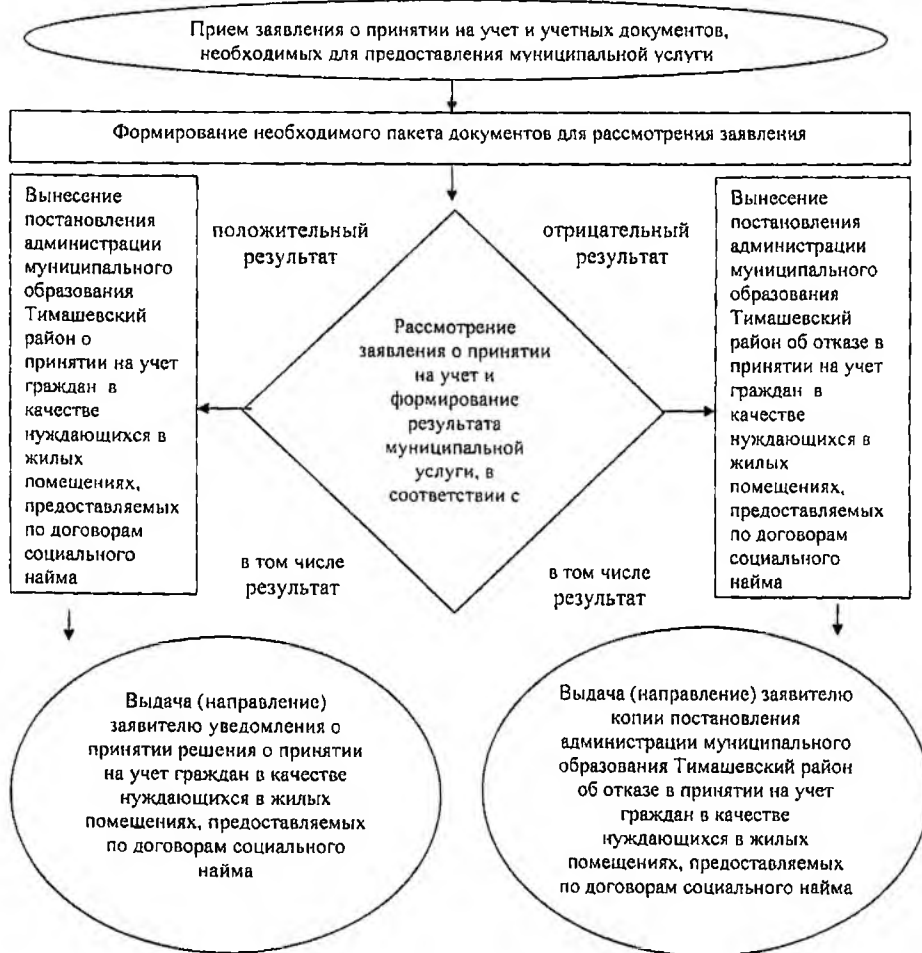 Прием заявления о принятии на учет и учетных документов,
необходимых для предоставления муниципальной услуги
Формирование необходимого пакета документов для рассмотрения заявления
Вынесение
постановления
администрации
муниципального
образования
Тимашевский
район о
принятии на учет
граждан в
качестве
нуждающихся в
жилых
помещениях,
предоставляемых
по договорам
социального
найма
положительный
результат
Рассмотрение
заявления о принятии
на учет и
формирование
результата
муниципальной
услуги, в
соответствии с
отрицательный
результат
Вынесение
постановления
администрации
муниципального
образования
Тимашевский
район об отказе в
принятии на учет
граждан в
качестве
нуждающихся в
жилых
помещениях,
предоставляемых
по договорам
социального
найма
в том числе
результат
в том числе
результат
Выдача (направление)
заявителю уведомления о
принятии решения о принятии
на учет граждан в качестве
нуждающихся в жилых
помещениях, предоставляемых
по договорам социального
найма
Выдача (направление) заявителю
копии постановления
администрации муниципального
образования Тимашевский район
об отказе в принятии на учет
граждан в качестве
нуждающихся в жилых
помещениях, предоставляемых
по договорам социального найма